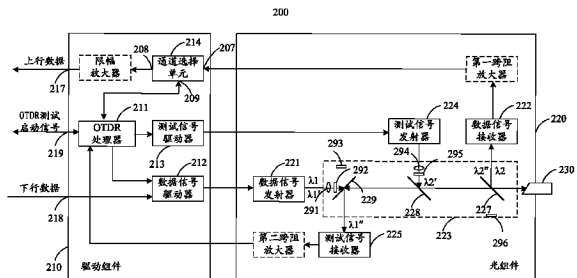 200
上行数据
217
限幅
放大器
208
214
通道选择
单元
207
209
第一跨阻
放大器
OTDR测试
启动信号
219
211
OTDR
处理器
测试信号
驱动器
213
224
测试信号
发射器
222
数据信号
接收器
220
212
数据信号
驱动器
221
数据信号
发射器
下行数据
218
293
294
295
λ1
291
292
229
λ2'
228
λ2"
λ2
227
230
λ1"
223
296
第二跨阻
放大器
测试信号
接收器
225
210
驱动组件
光组件